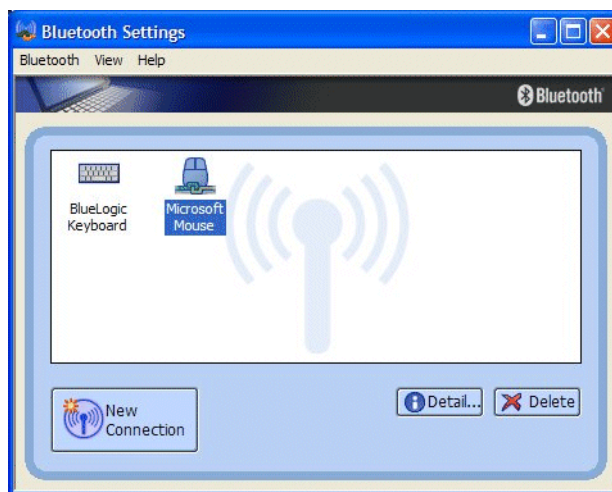 Bluetooth Settings
Bluetooth View Help
Bluetooth
BlueLogic
Keyboard
Microsoft
Mouse
New
Connection
Detail...
Delete